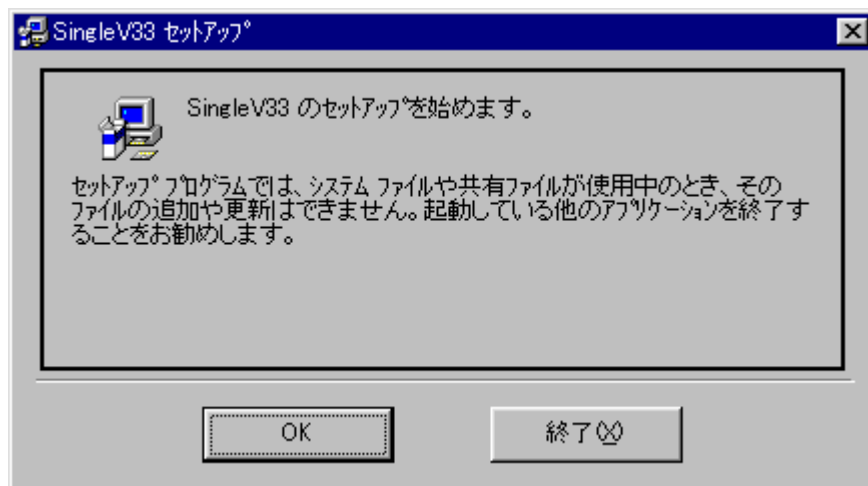 SingleV33 ｾｯﾄｱｯﾌﾟ
SingleV33 のｾｯﾄｱｯﾌﾟを始めます。
ｾｯﾄｱｯﾌﾟ ﾌﾟﾛｸﾞﾗﾑでは、ｼｽﾃﾑ ﾌｧｲﾙや共有ﾌｧｲﾙが使用中のとき、その
ﾌｧｲﾙの追加や更新はできません。起動している他のｱﾌﾟﾘｹｰｼｮﾝを終了す
ることをお勧めします。
OK
終了(X)